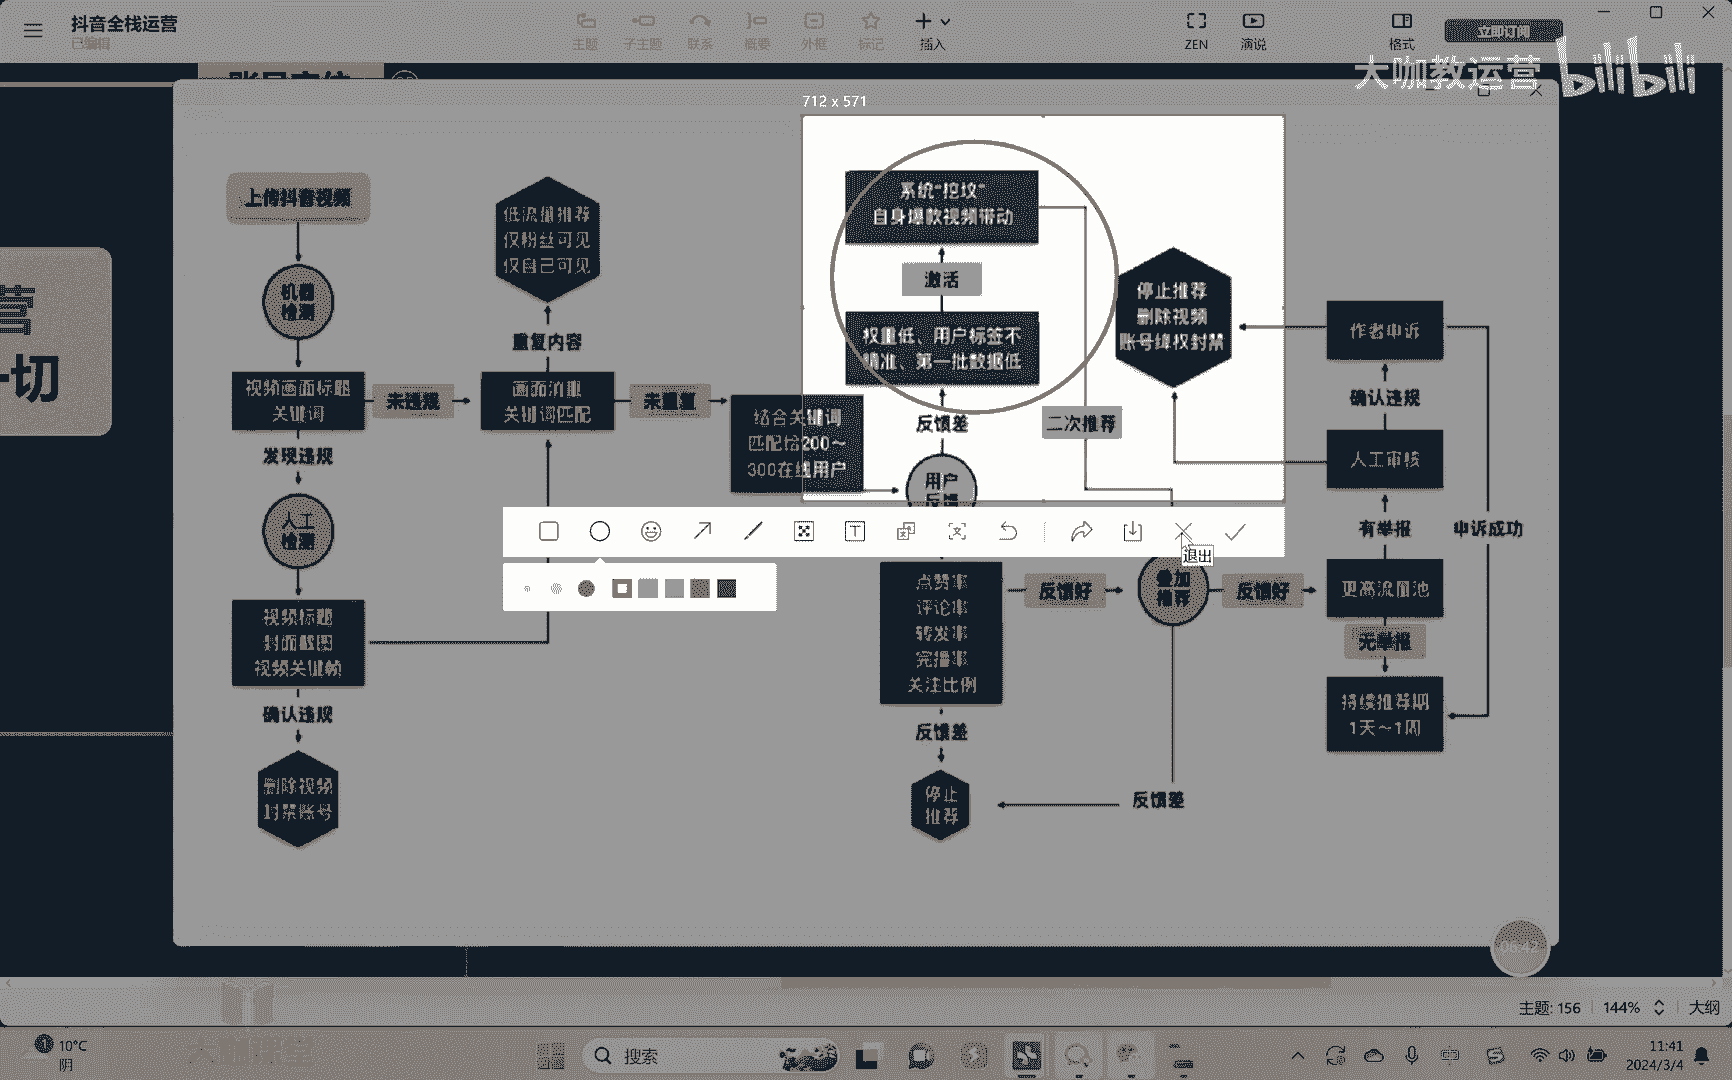 抖音全栈运营
已编辑
主题
子主题
联系
概要
外框
标记
插入
ZEN
演说
格式
立即订阅
大咖教运营
bilibili
账号定位
712 x 571
上传抖音视频
机器
检测
视频画面标题
关键词
发现违规
人工
检测
视频标题
封面截图
视频关键帧
确认违规
删除视频
封禁账号
未违规
低流量推荐
仅粉丝可见
仅自己可见
重复内容
画面消重
关键词匹配
未重复
结合关键词
匹配给200～
300在线用户
系统“挖坟”
自身爆款视频带动
激活
权重低、用户标签不
精准、第一批数据低
反馈差
用户
反馈
二次推荐
停止推荐
删除视频
账号降权封禁
作者申诉
确认违规
人工审核
有举报
申诉成功
退出
点赞率
评论率
转发率
完播率
关注比例
反馈好
叠加
推荐
反馈好
更高流量池
无举报
持续推荐期
1天～1周
反馈差
停止
推荐
反馈差
营
一切
06:42
主题: 156
144%
大纲
1
10°C
阴
搜索
中
11:41
2024/3/4